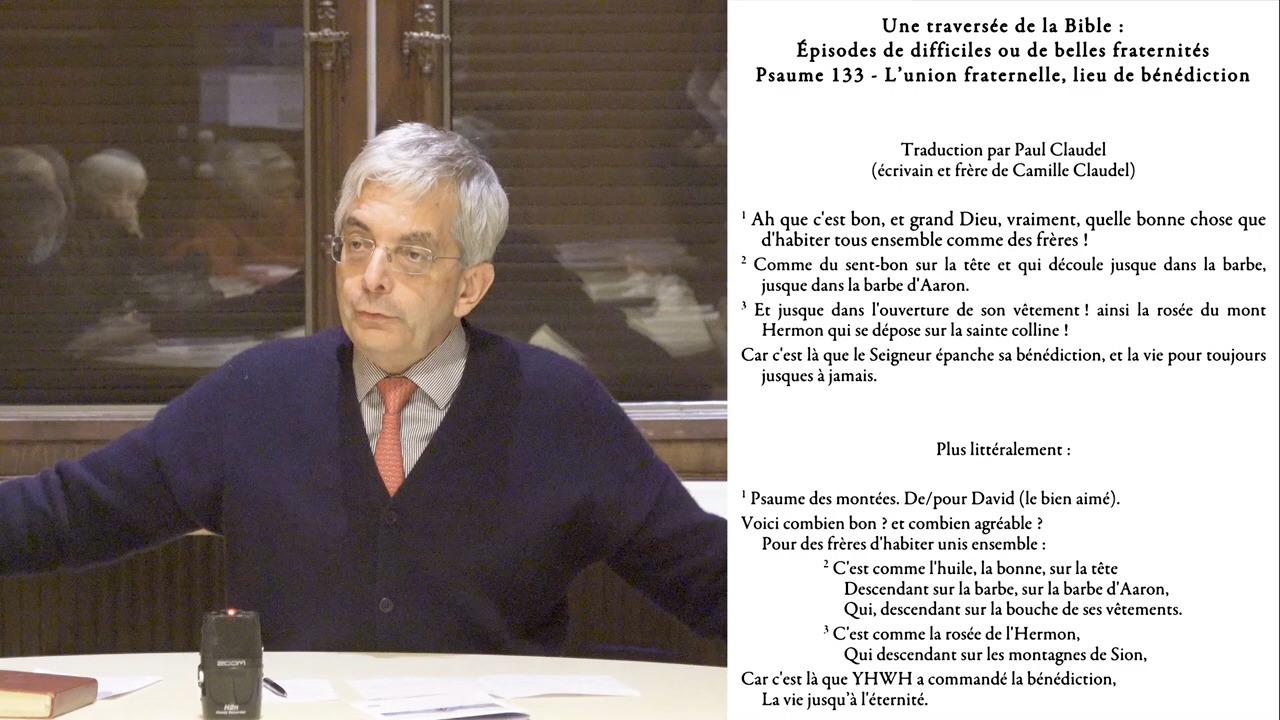 Une traversée de la Bible :
Épisodes de difficiles ou de belles fraternités
Psaume 133 - L'union fraternelle, lieu de bénédiction
Traduction par Paul Claudel
(écrivain et frère de Camille Claudel)
¹ Ah que c'est bon, et grand Dieu, vraiment, quelle bonne chose que
d'habiter tous ensemble comme des frères !
² Comme du sent-bon sur la tête et qui découle jusque dans la barbe,
jusque dans la barbe d'Aaron.
³ Et jusque dans l'ouverture de son vêtement ! ainsi la rosée du mont
Hermon qui se dépose sur la sainte colline !
Car c'est là que le Seigneur épanche sa bénédiction, et la vie pour toujours
jusques à jamais.
Plus littéralement :
¹ Psaume des montées. De/pour David (le bien aimé).
Voici combien bon ? et combien agréable ?
Pour des frères d'habiter unis ensemble :
² C'est comme l'huile, la bonne, sur la tête
Descendant sur la barbe, sur la barbe d'Aaron,
Qui, descendant sur la bouche de ses vêtements.
³ C'est comme la rosée de l'Hermon,
Qui descendant sur les montagnes de Sion,
Car c'est là que YHWH a commandé la bénédiction,
La vie jusqu'à l'éternité.
zoom
H2n